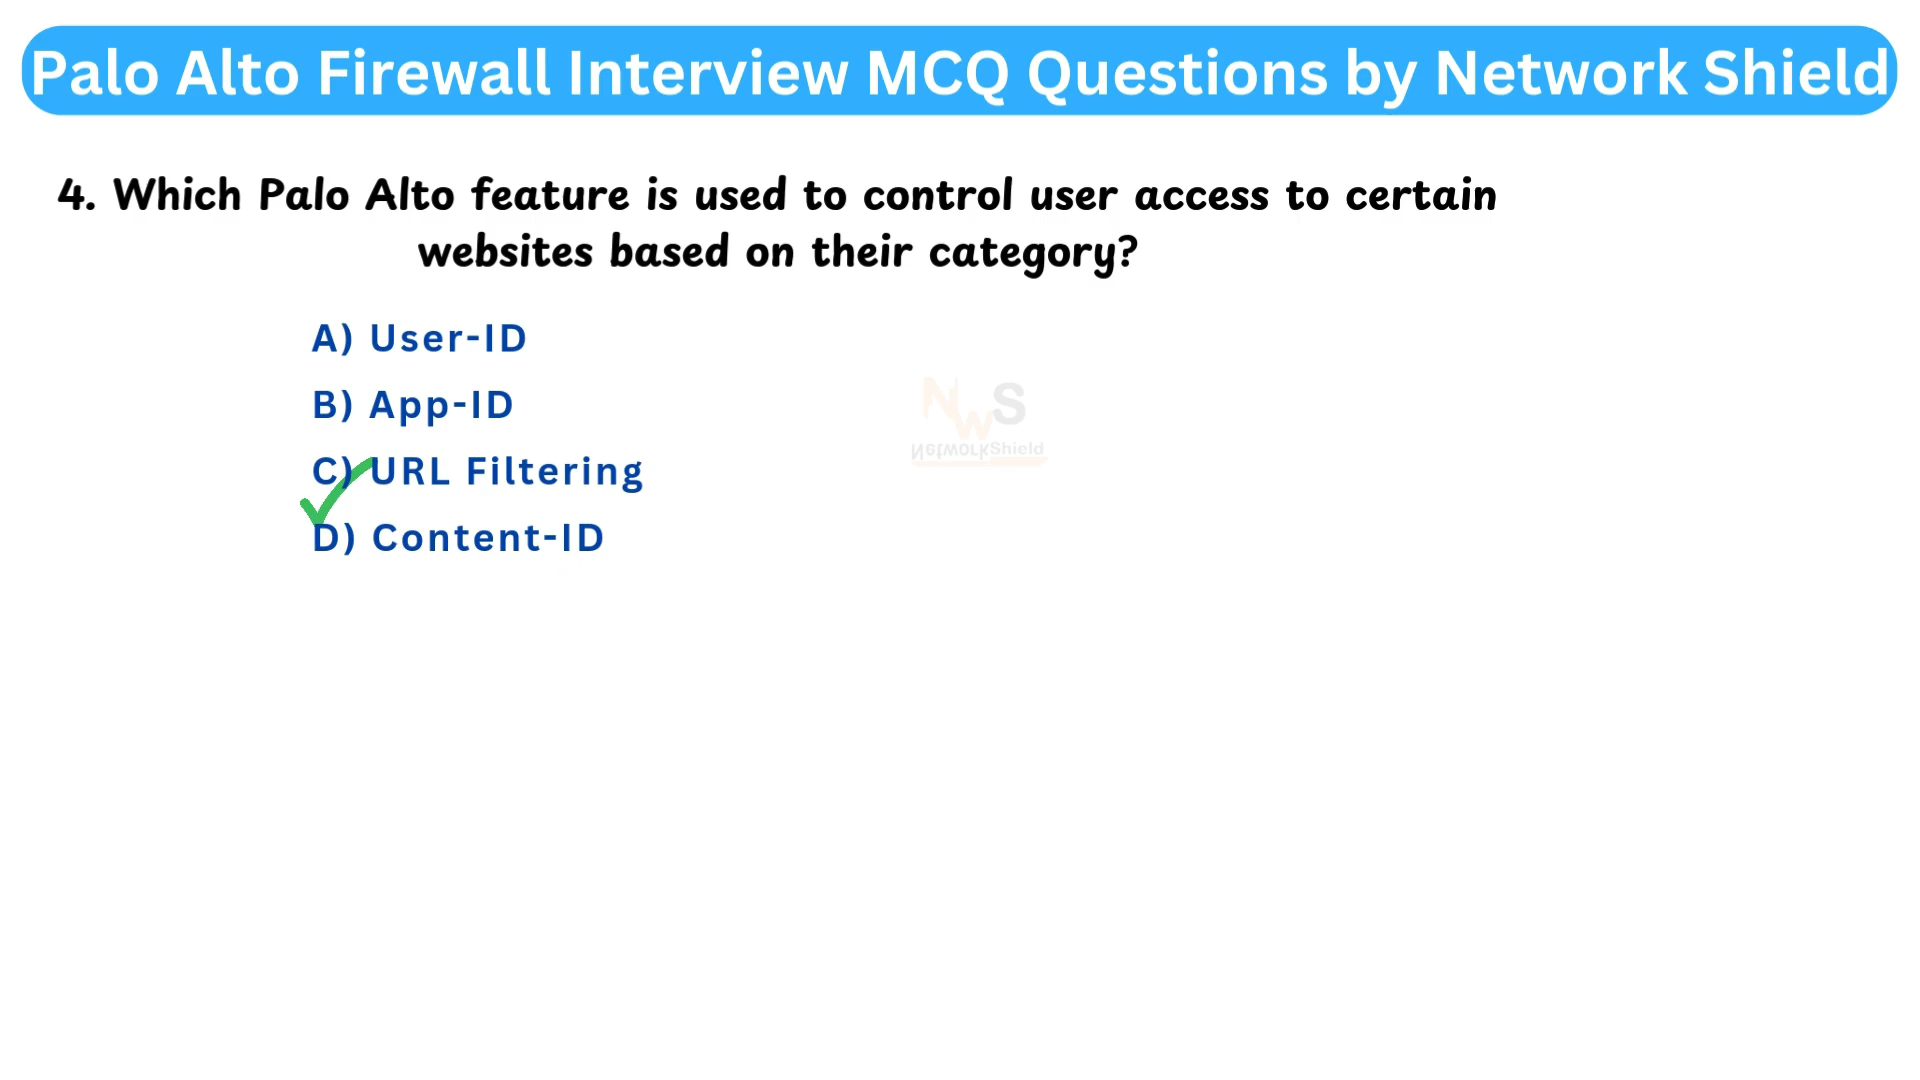 Palo Alto Firewall Interview MCQ Questions by Network Shield
4. Which Palo Alto feature is used to control user access to certain
websites based on their category?
A) User-ID
B) App-ID
NWS
NetworkShield
C) URL Filtering
D) Content-ID